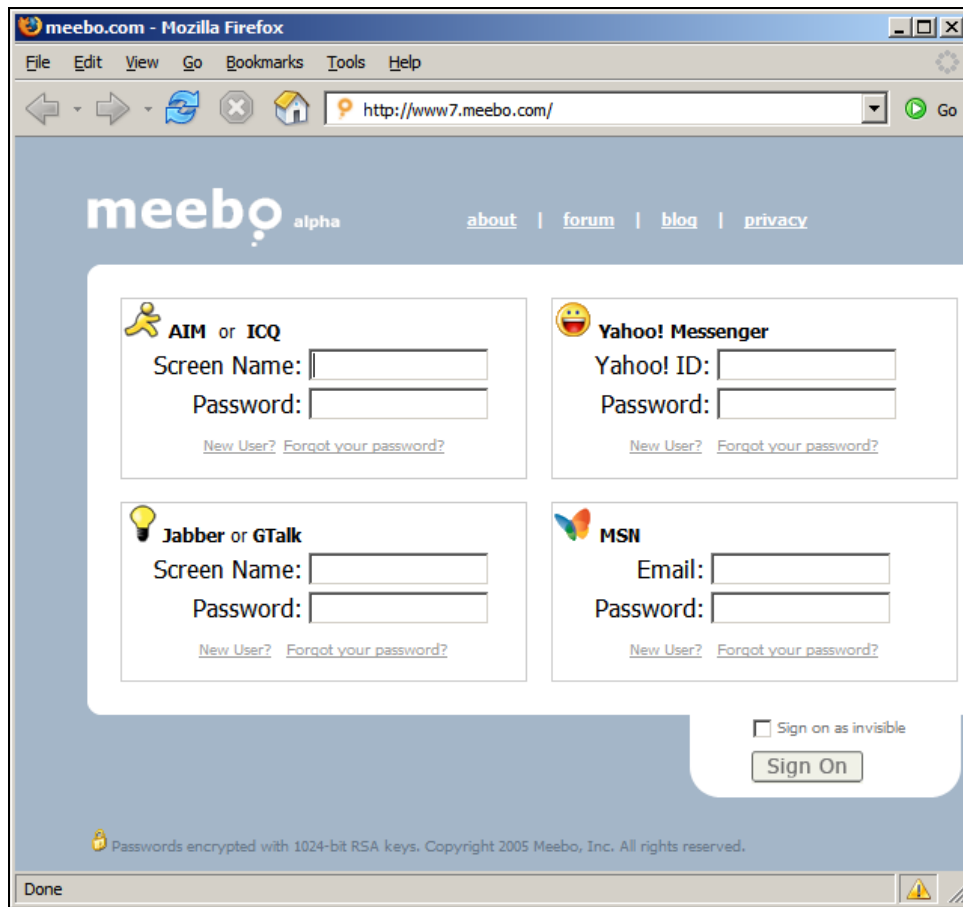 meebo.com - Mozilla Firefox
File Edit View Go Bookmarks Tools Help
http://www7.meebo.com/ Go
meebo alpha about | forum | blog | privacy
AIM or ICQ
Screen Name:
Password:
New User? Forgot your password?
Yahoo! Messenger
Yahoo! ID:
Password:
New User? Forgot your password?
Jabber or GTalk
Screen Name:
Password:
New User? Forgot your password?
MSN
Email:
Password:
New User? Forgot your password?
Sign on as invisible
Sign On
Passwords encrypted with 1024-bit RSA keys. Copyright 2005 Meebo, Inc. All rights reserved.
Done